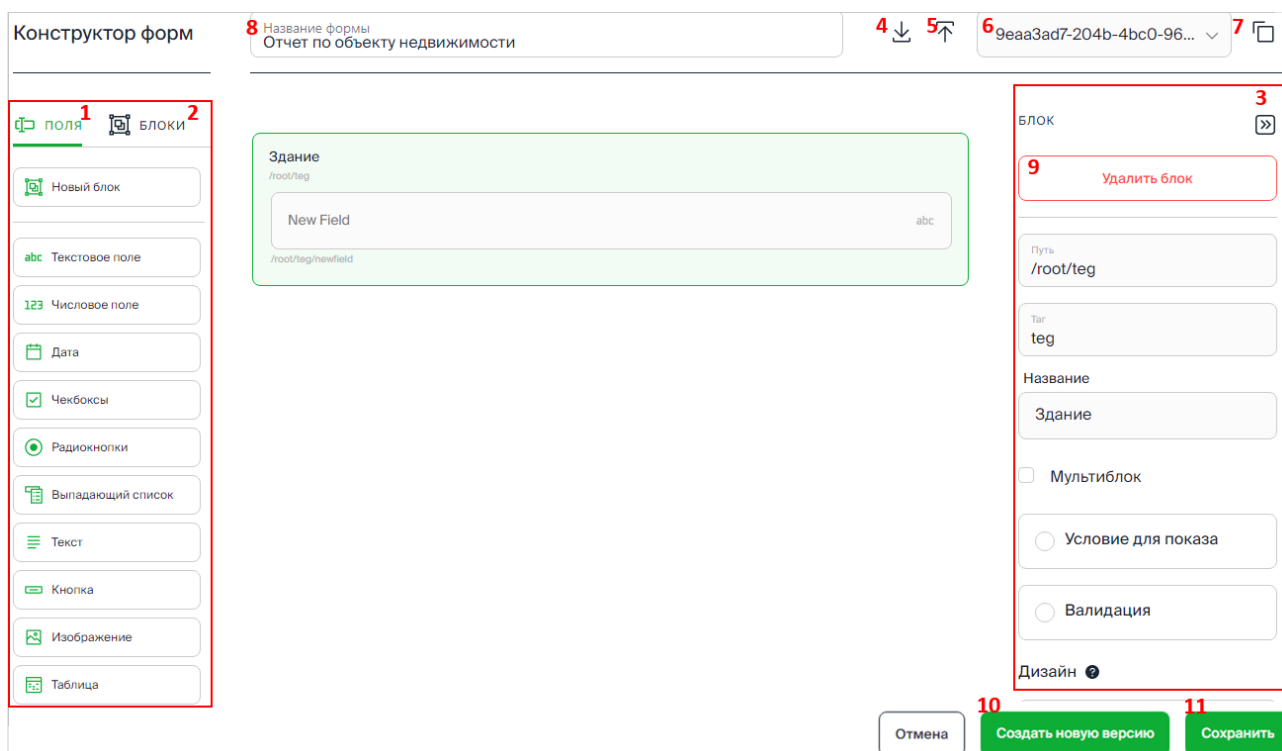 Конструктор форм
8 Название формы
Отчет по объекту недвижимости
4
5
6 9eaa3ad7-204b-4bc0-96...
7
ПОЛЯ 1
БЛОКИ 2
Новый блок
abc Текстовое поле
123 Числовое поле
Дата
Чекбоксы
Радиокнопки
Выпадающий список
Текст
Кнопка
Изображение
Таблица
Здание
/root/teg
New Field abc
/root/teg/newfield
3
БЛОК
9 Удалить блок
Путь
/root/teg
Таг
teg
Название
Здание
Мультиблок
Условие для показа
Валидация
Дизайн ?
Отмена
10 Создать новую версию
11 Сохранить